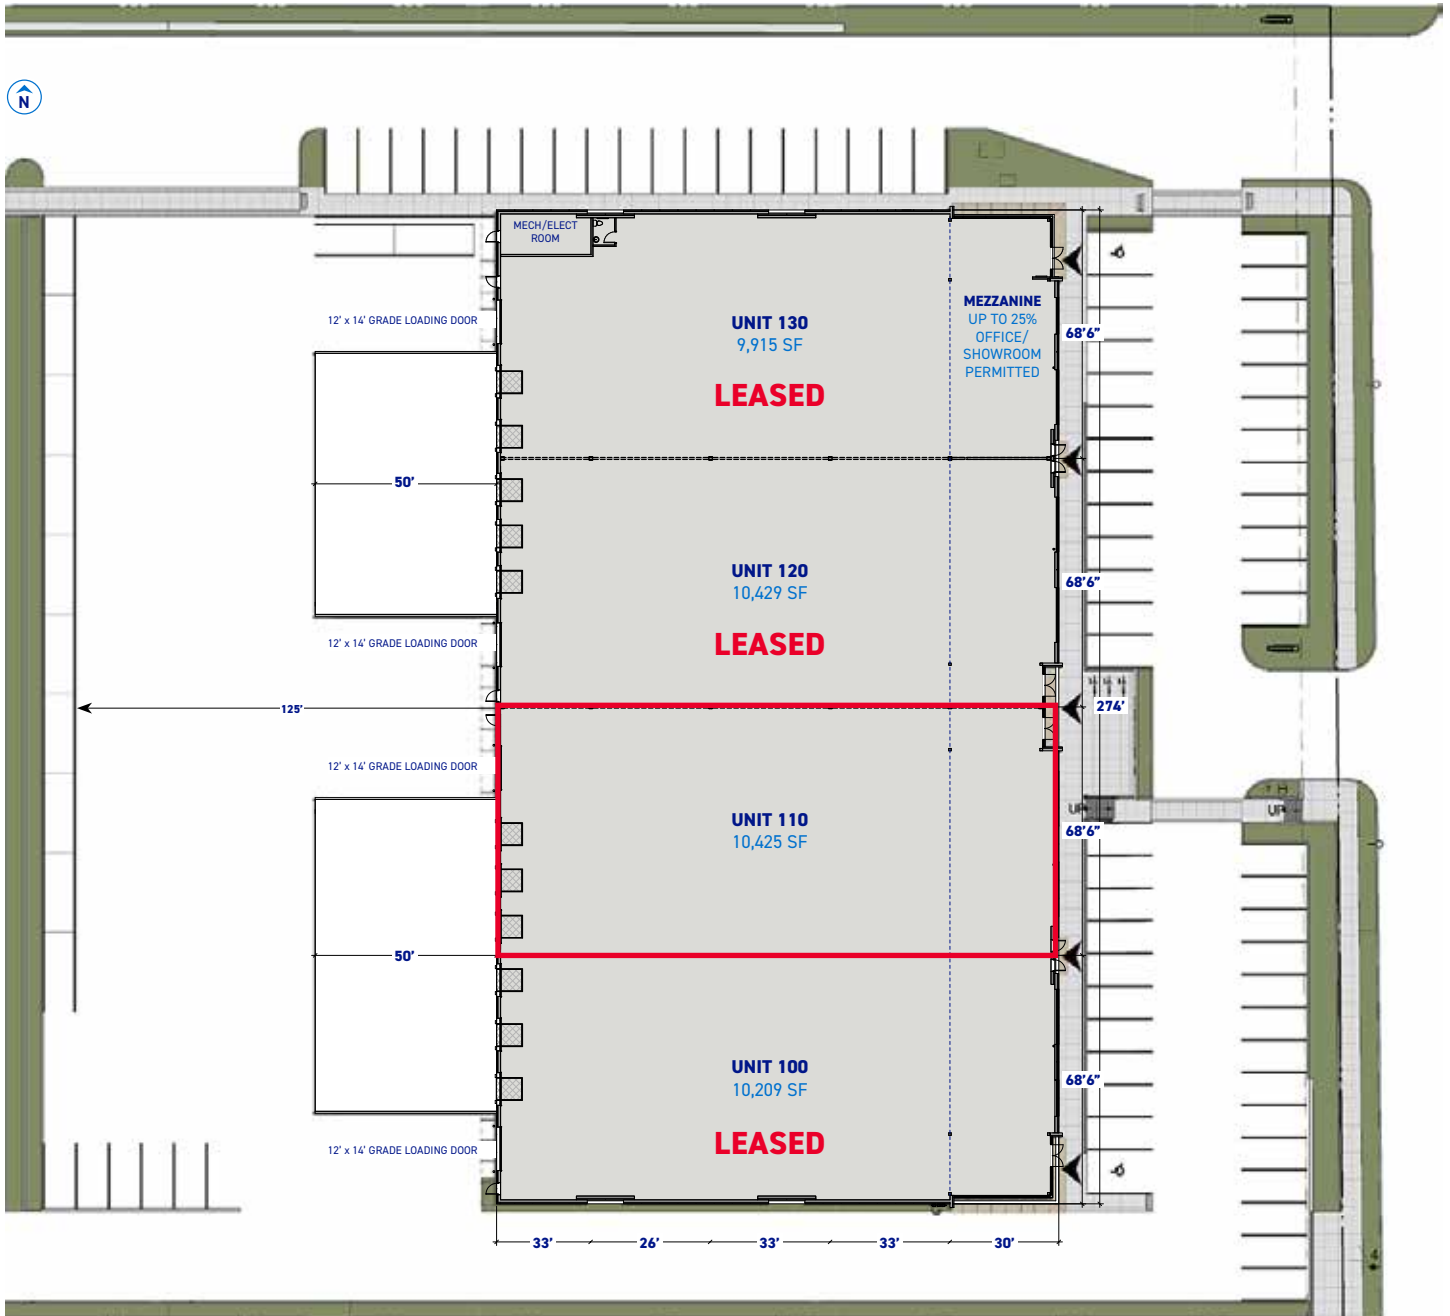 N
MECH/ELECT
ROOM
12' x 14' GRADE LOADING DOOR
UNIT 130
9,915 SF
LEASED
MEZZANINE
UP TO 25%
OFFICE/
SHOWROOM
PERMITTED
68'6"
50'
UNIT 120
10,429 SF
LEASED
68'6"
12' x 14' GRADE LOADING DOOR
125'
274'
12' x 14' GRADE LOADING DOOR
UNIT 110
10,425 SF
68'6"
UP
UP
50'
UNIT 100
10,209 SF
LEASED
68'6"
12' x 14' GRADE LOADING DOOR
33'
26'
33'
33'
30'